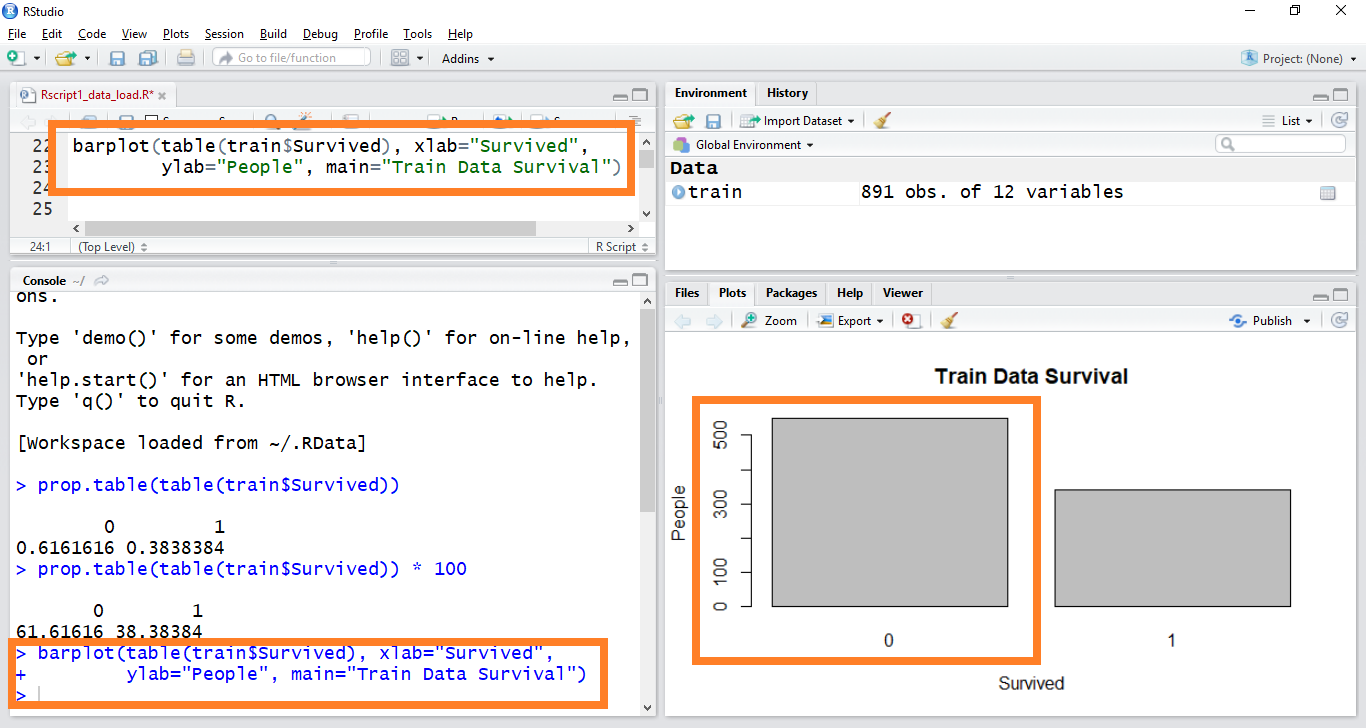 RStudio
File Edit Code View Plots Session Build Debug Profile Tools Help
Go to file/function Addins Project: (None)
Rscript1_data_load.R*
22 barplot(table(train$Survived), xlab="Survived",
23 ylab="People", main="Train Data Survival")
24
25
24:1 (Top Level) R Script
Console ~/
ons.
Type 'demo()' for some demos, 'help()' for on-line help,
or
'help.start()' for an HTML browser interface to help.
Type 'q()' to quit R.
[Workspace loaded from ~/.RData]
> prop.table(table(train$Survived))
0 1
0.6161616 0.3838384
> prop.table(table(train$Survived)) * 100
0 1
61.61616 38.38384
> barplot(table(train$Survived), xlab="Survived",
+ ylab="People", main="Train Data Survival")
>
Environment History
Import Dataset List
Global Environment
Data
train 891 obs. of 12 variables
Files Plots Packages Help Viewer
Zoom Export Publish
Train Data Survival
People
500
300
100
0
0 1
Survived